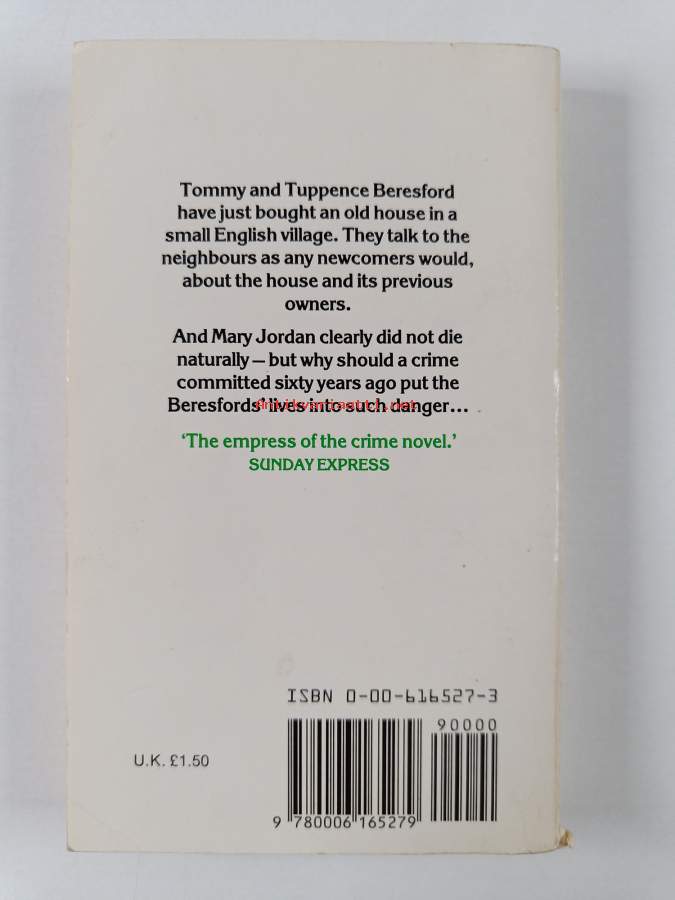 Tommy and Tuppence Beresford
have just bought an old house in a
small English village. They talk to the
neighbours as any newcomers would,
about the house and its previous
owners.
And Mary Jordan clearly did not die
naturally – but why should a crime
committed sixty years ago put the
Beresfords' lives into such danger...
Antikvariaatti.net
'The empress of the crime novel.'
SUNDAY EXPRESS
ISBN 0-00-616527-3
90000
U.K. £1.50
9 780006 165279